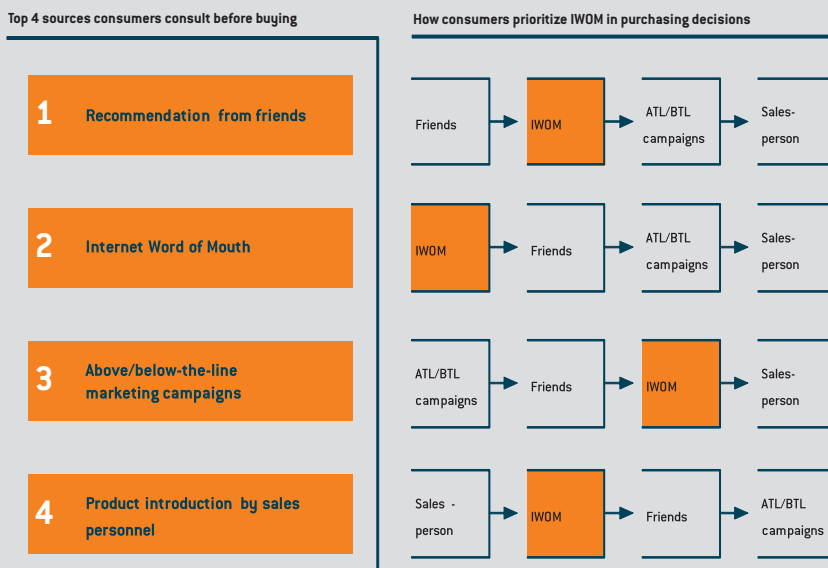 Top 4 sources consumers consult before buying
How consumers prioritize IWOM in purchasing decisions
1
Recommendation from friends
2
Internet Word of Mouth
3
Above/below-the-line
marketing campaigns
4
Product introduction by sales
personnel
Friends
IWOM
ATL/BTL
campaigns
Sales-
person
IWOM
Friends
ATL/BTL
campaigns
Sales-
person
ATL/BTL
campaigns
Friends
IWOM
Sales-
person
Sales -
person
IWOM
Friends
ATL/BTL
campaigns